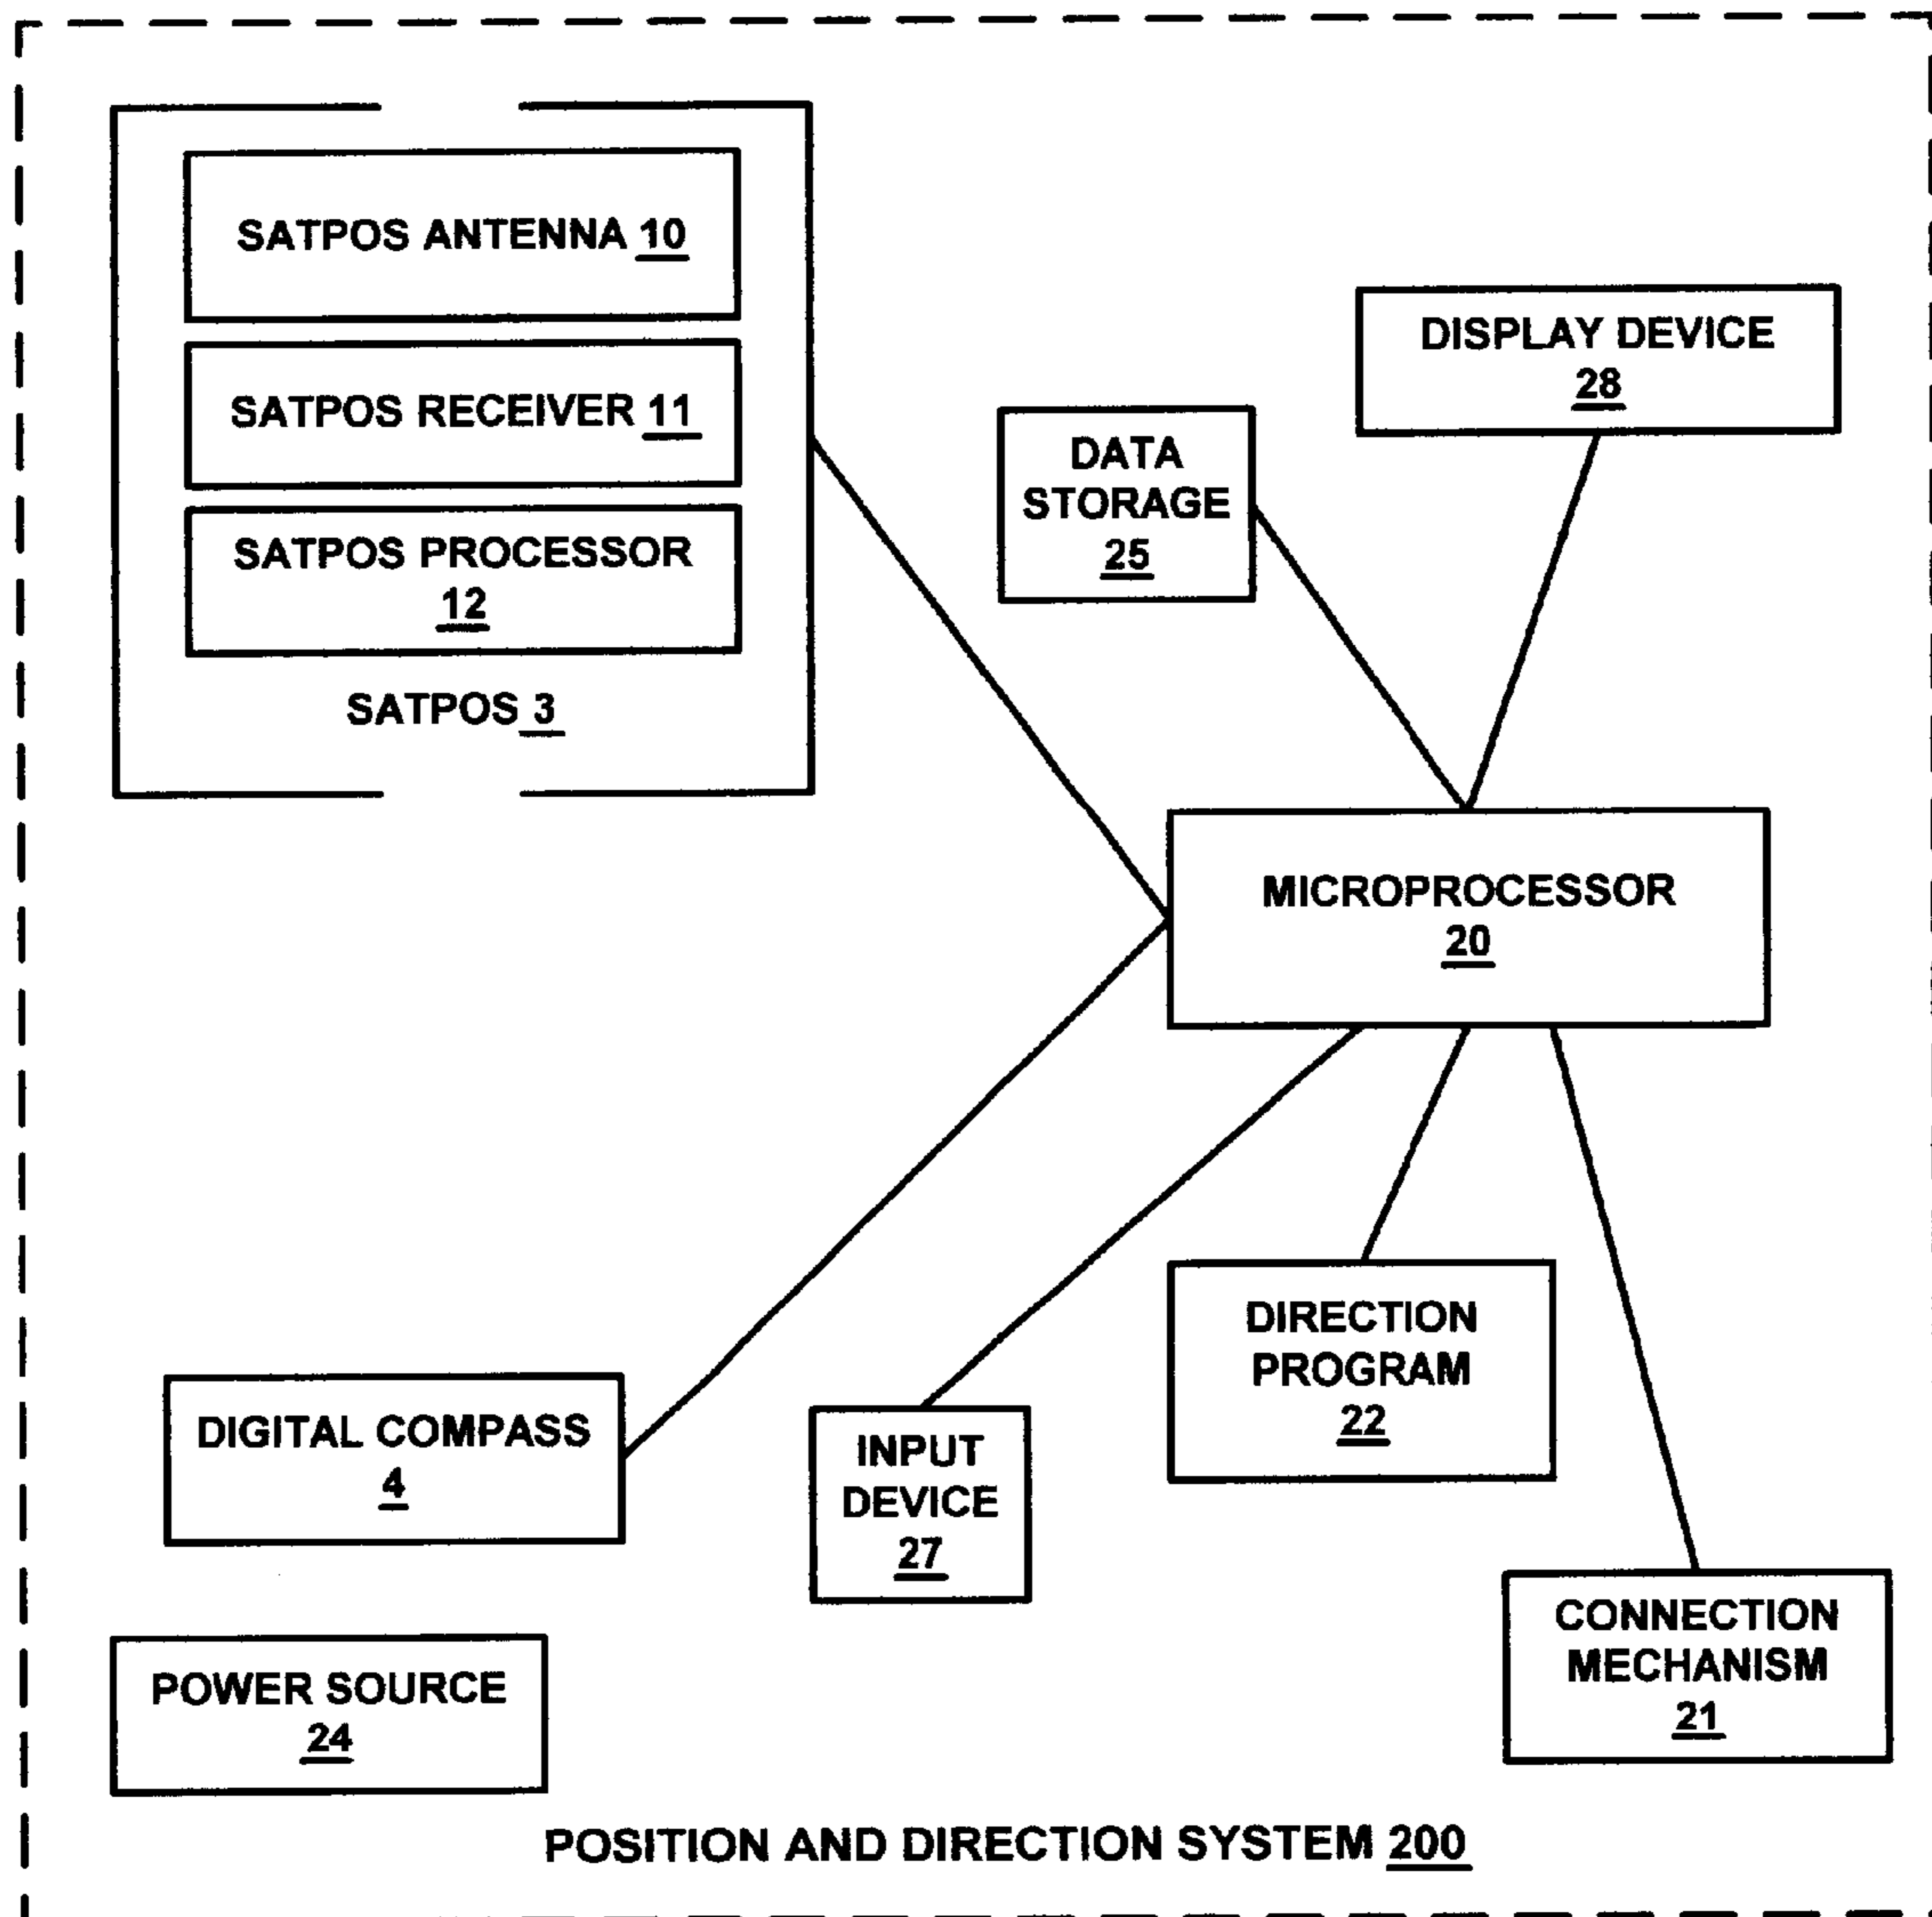 SATPOS ANTENNA 10
SATPOS RECEIVER 11
SATPOS PROCESSOR
12
SATPOS 3
DISPLAY DEVICE
28
DATA
STORAGE
25
MICROPROCESSOR
20
DIGITAL COMPASS
4
INPUT
DEVICE
27
DIRECTION
PROGRAM
22
CONNECTION
MECHANISM
21
POWER SOURCE
24
POSITION AND DIRECTION SYSTEM 200